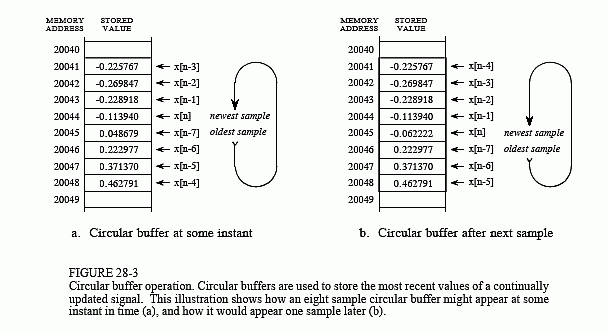 MEMORY ADDRESS STORED VALUE
20040
20041 -0.225767 x[n-3]
20042 -0.269847 x[n-2]
20043 -0.228918 x[n-1]
20044 -0.113940 x[n] newest sample
20045 0.048679 x[n-7] oldest sample
20046 0.222977 x[n-6]
20047 0.371370 x[n-5]
20048 0.462791 x[n-4]
20049
a. Circular buffer at some instant
MEMORY ADDRESS STORED VALUE
20040
20041 -0.225767 x[n-4]
20042 -0.269847 x[n-3]
20043 -0.228918 x[n-2]
20044 -0.113940 x[n-1]
20045 -0.062222 x[n] newest sample
20046 0.222977 x[n-7] oldest sample
20047 0.371370 x[n-6]
20048 0.462791 x[n-5]
20049
b. Circular buffer after next sample
FIGURE 28-3
Circular buffer operation. Circular buffers are used to store the most recent values of a continually
updated signal. This illustration shows how an eight sample circular buffer might appear at some
instant in time (a), and how it would appear one sample later (b).